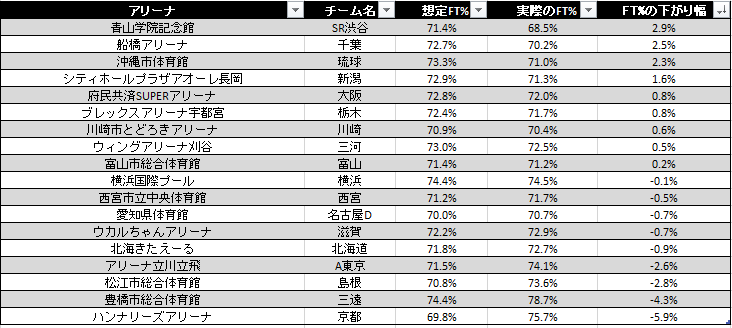 アリーナ チーム名 想定FT% 実際のFT% FT%の下がり幅
青山学院記念館 SR渋谷 71.4% 68.5% 2.9%
船橋アリーナ 千葉 72.7% 70.2% 2.5%
沖縄市体育館 琉球 73.3% 71.0% 2.3%
シティホールプラザアオーレ長岡 新潟 72.9% 71.3% 1.6%
府民共済SUPERアリーナ 大阪 72.8% 72.0% 0.8%
ブレックスアリーナ宇都宮 栃木 72.4% 71.7% 0.8%
川崎市とどろきアリーナ 川崎 70.9% 70.4% 0.6%
ウィングアリーナ刈谷 三河 73.0% 72.5% 0.5%
富山市総合体育館 富山 71.4% 71.2% 0.2%
横浜国際プール 横浜 74.4% 74.5% -0.1%
西宮市立中央体育館 西宮 71.2% 71.7% -0.5%
愛知県体育館 名古屋D 70.0% 70.7% -0.7%
ウカルちゃんアリーナ 滋賀 72.2% 72.9% -0.7%
北海きたえーる 北海道 71.8% 72.7% -0.9%
アリーナ立川立飛 A東京 71.5% 74.1% -2.6%
松江市総合体育館 島根 70.8% 73.6% -2.8%
豊橋市総合体育館 三遠 74.4% 78.7% -4.3%
ハンナリーズアリーナ 京都 69.8% 75.7% -5.9%